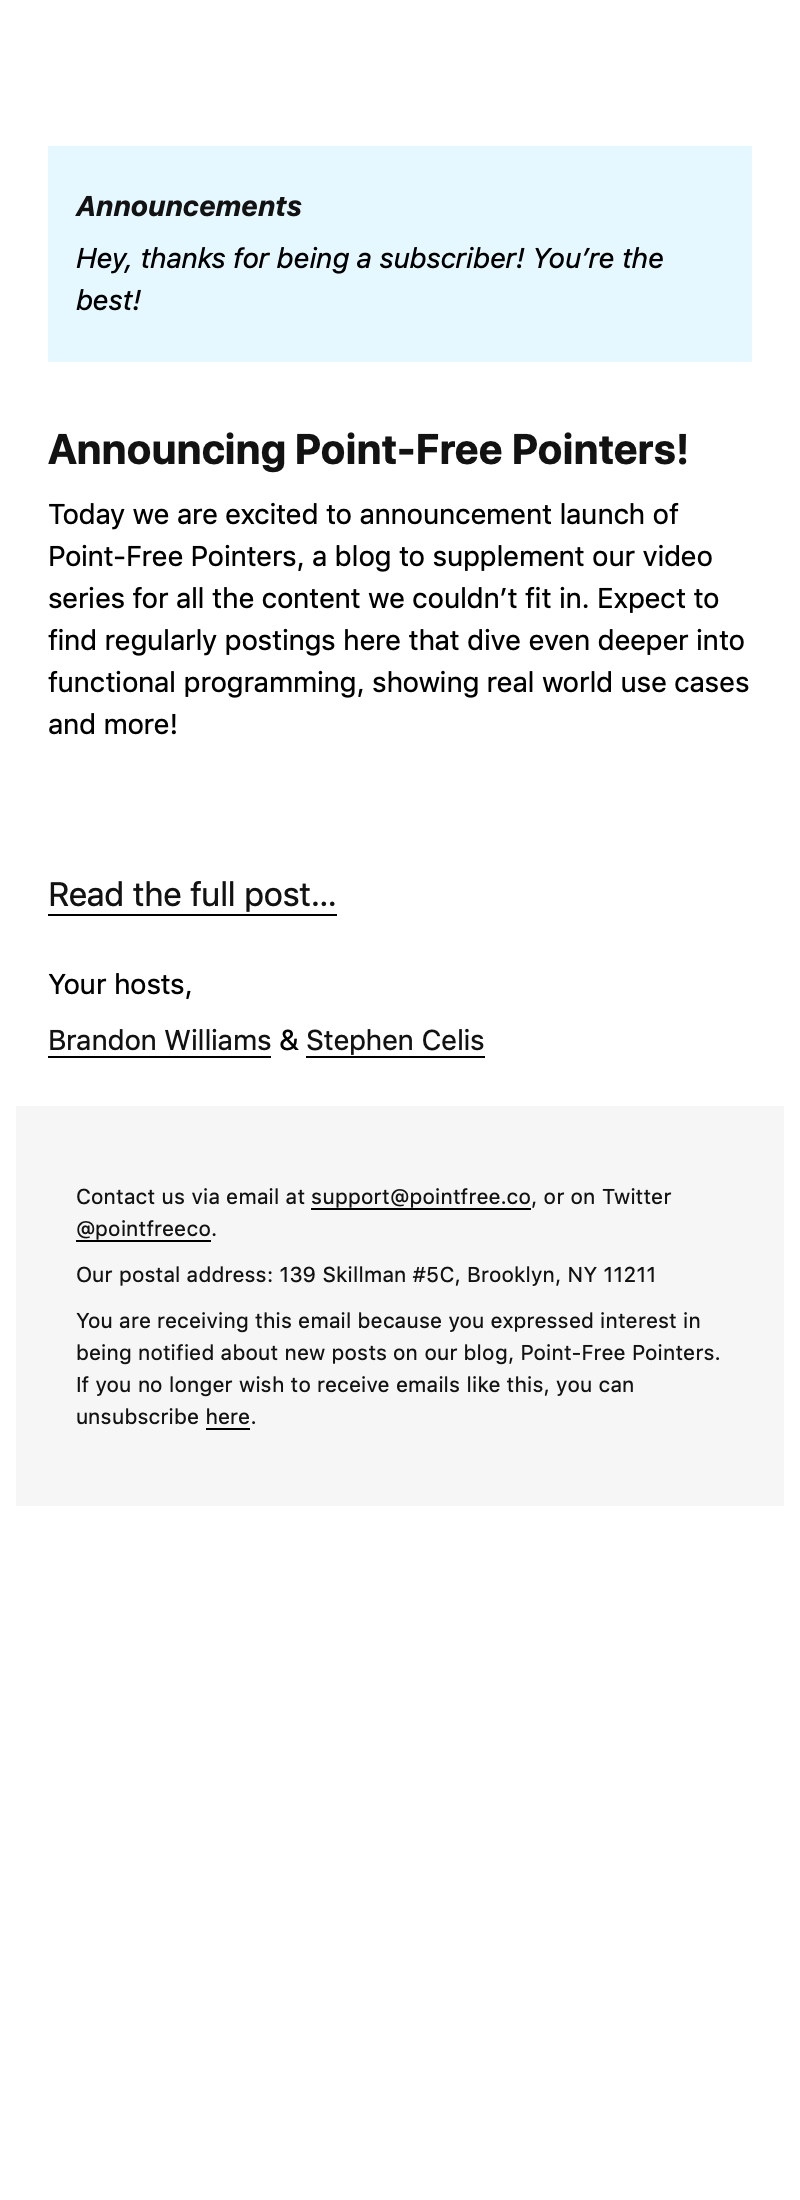 Announcements
Hey, thanks for being a subscriber! You’re the
best!
Announcing Point-Free Pointers!
Today we are excited to announcement launch of
Point-Free Pointers, a blog to supplement our video
series for all the content we couldn’t fit in. Expect to
find regularly postings here that dive even deeper into
functional programming, showing real world use cases
and more!
Read the full post…
Your hosts,
Brandon Williams & Stephen Celis
Contact us via email at support@pointfree.co, or on Twitter
@pointfreeco.
Our postal address: 139 Skillman #5C, Brooklyn, NY 11211
You are receiving this email because you expressed interest in
being notified about new posts on our blog, Point-Free Pointers.
If you no longer wish to receive emails like this, you can
unsubscribe here.